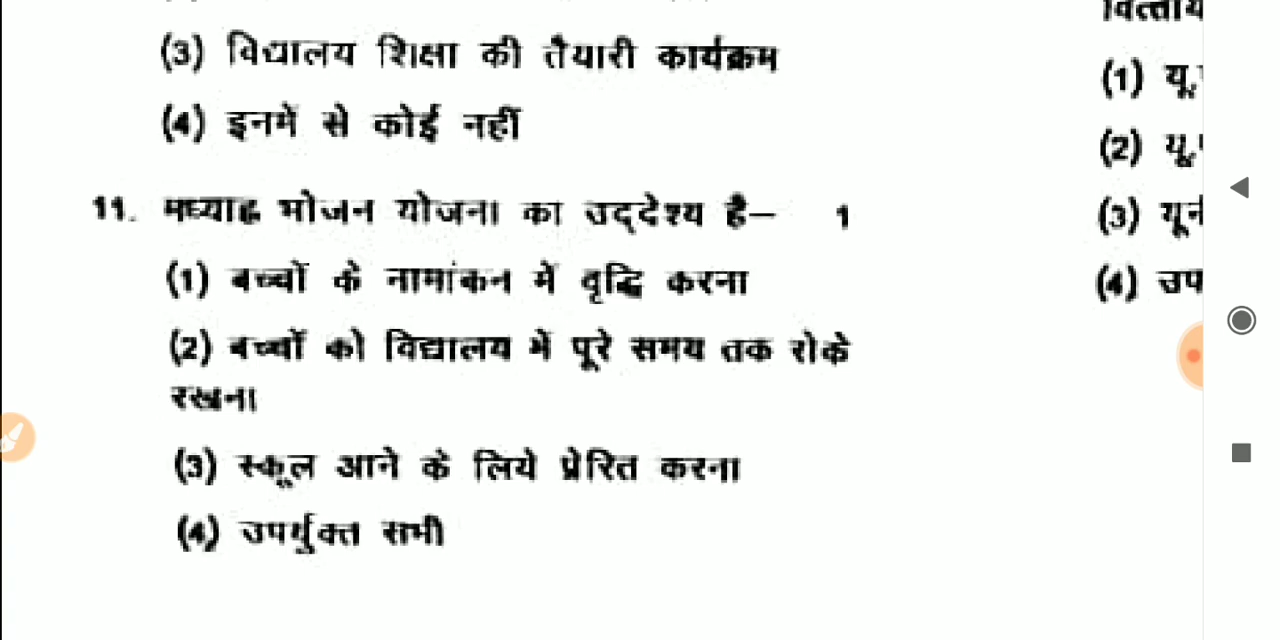 (3) विद्यालय शिक्षा की तैयारी कार्यक्रम
(4) इनमें से कोई नहीं
11. मध्याह्न भोजन योजना का उद्देश्य है— 1
(1) बच्चों के नामांकन में वृद्धि करना
(2) बच्चों को विद्यालय में पूरे समय तक रोके
रखना
(3) स्कूल आने के लिये प्रेरित करना
(4) उपर्युक्त सभी
(1) यू.
(2) यू.
(3)
(4)